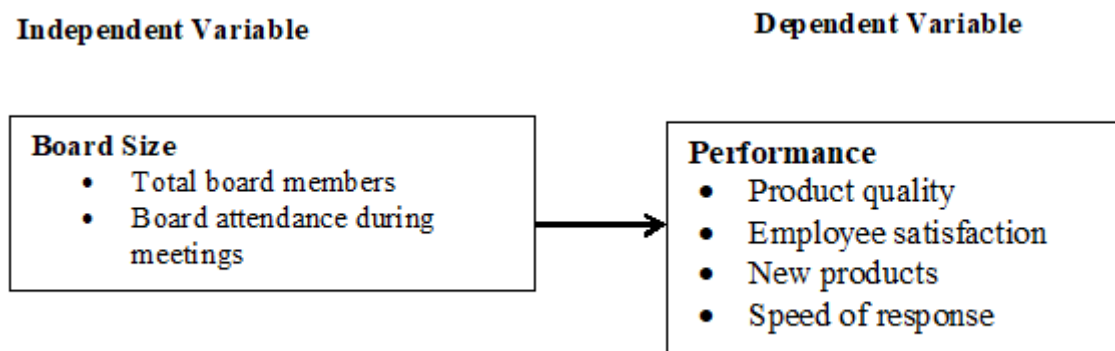 Independent Variable
Dependent Variable
Board Size
• Total board members
• Board attendance during
meetings
Performance
• Product quality
• Employee satisfaction
• New products
• Speed of response